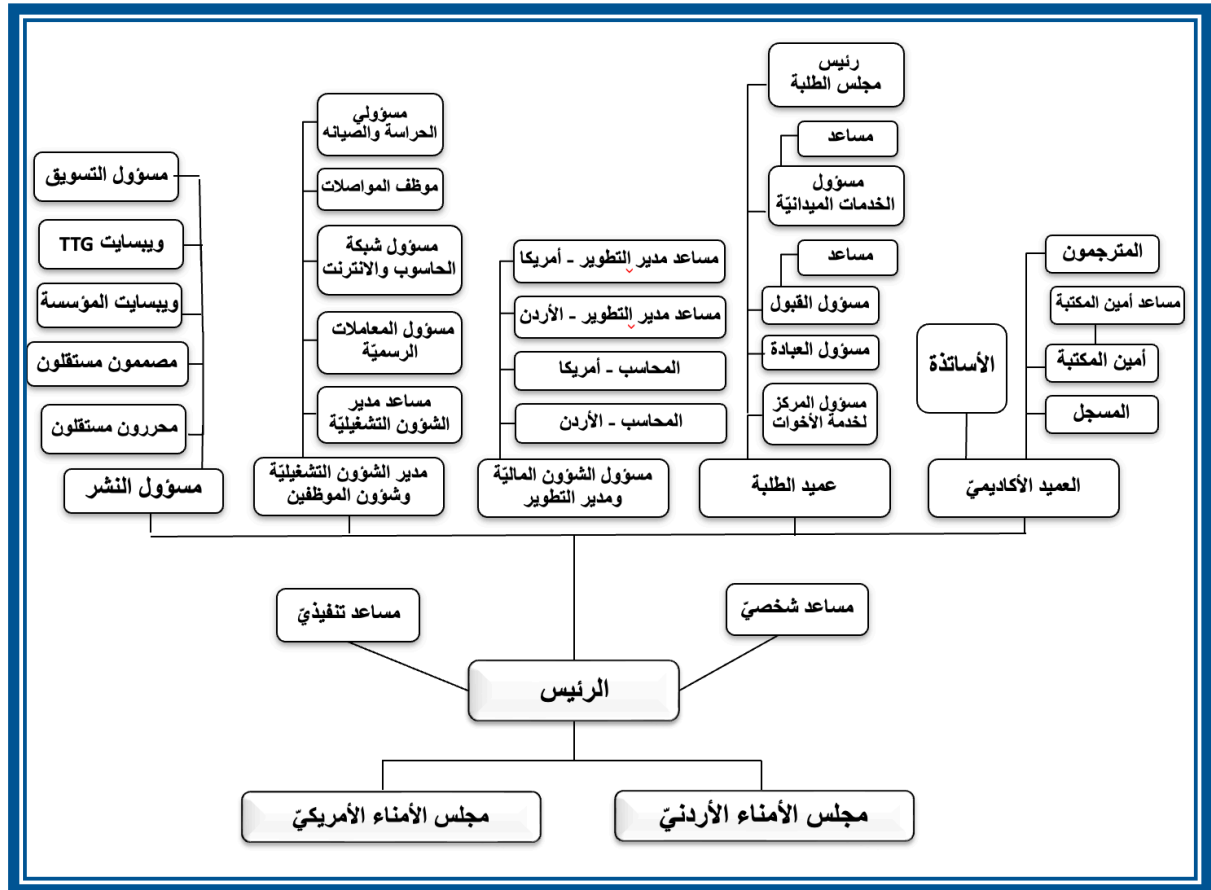 رئيس
مجلس الطلبة
مساعد
مسؤول
الخدمات الميدانيّة
مساعد
مسؤول القبول
مسؤول العبادة
مسؤول المركز
لخدمة الأخوات
عميد الطلبة
المترجمون
مساعد أمين المكتبة
أمين المكتبة
المسجل
الأساتذة
العميد الأكاديميّ
مساعد مدير التطوير - أمريكا
مساعد مدير التطوير - الأردن
المحاسب - أمريكا
المحاسب - الأردن
مسؤول الشؤون الماليّة
ومدير التطوير
مسؤولي
الحراسة والصيانه
موظف المواصلات
مسؤول شبكة
الحاسوب والانترنت
مسؤول المعاملات
الرسميّة
مساعد مدير
الشؤون التشغيليّة
مدير الشؤون التشغيليّة
وشؤون الموظفين
مسؤول التسويق
ويبسايت TTG
ويبسايت المؤسسة
مصممون مستقلون
محررون مستقلون
مسؤول النشر
مساعد شخصيّ
مساعد تنفيذيّ
الرئيس
مجلس الأمناء الأردنيّ
مجلس الأمناء الأمريكيّ